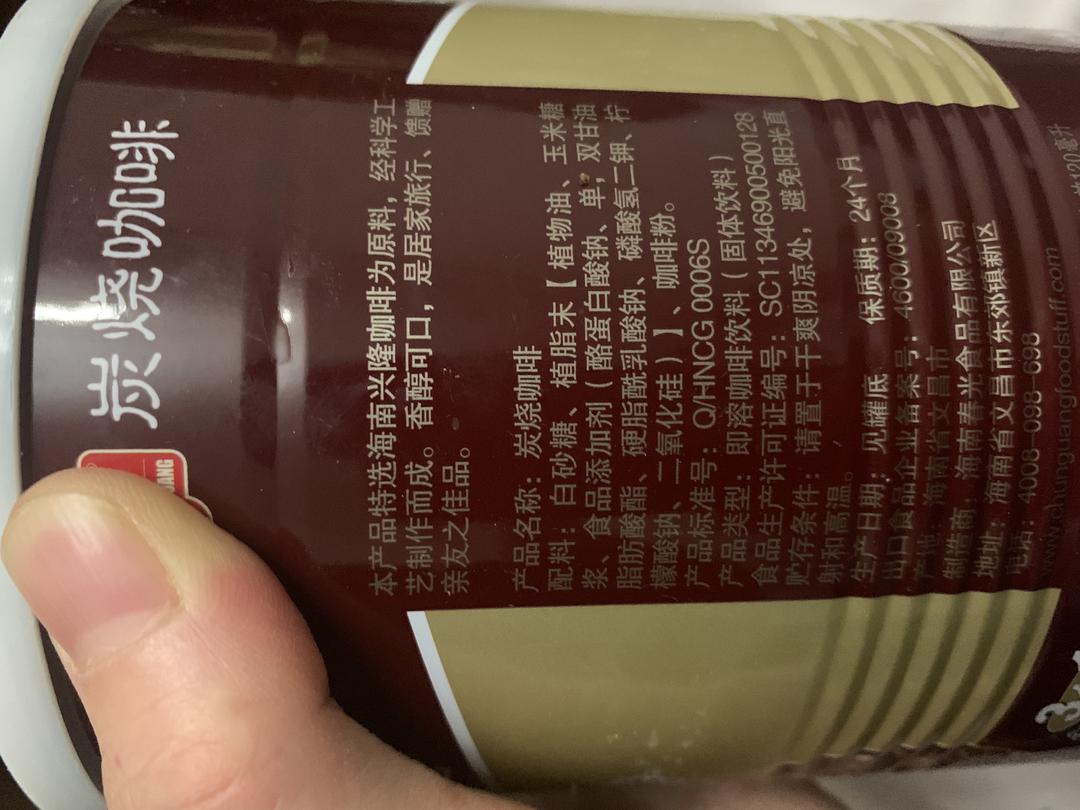 炭烧咖啡
本产品特选海南兴隆咖啡为原料，经科学工
艺制作而成。香醇可口，是居家旅行、馈赠
亲友之佳品。
产品名称：炭烧咖啡
配料：白砂糖、植脂末【植物油、玉米糖
浆、食品添加剂（酪蛋白酸钠、单，双甘油
脂肪酸酯、硬脂酰乳酸钠、磷酸氢二钾、柠
檬酸钠、二氧化硅）】、咖啡粉。
产品标准号：Q/HNCG 0006S
产品类型：即溶咖啡饮料（固体饮料）
食品生产许可证编号：SC11346900500128
贮存条件：请置于干爽阴凉处，避免阳光直
射和高温。
生产日期：见罐底 保质期：24个月
出口食品企业备案号：4600/09008
产地：海南省文昌市
制造商：海南春光食品有限公司
地址：海南省文昌市东郊镇新区
电话：4008-098-698
www.chunguangfoodstuff.com